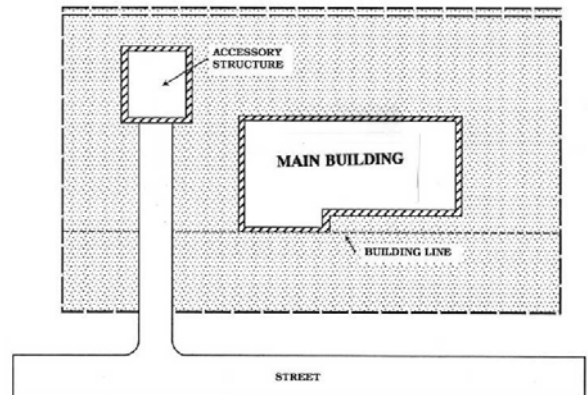 ACCESSORY
STRUCTURE
MAIN BUILDING
BUILDING LINE
STREET